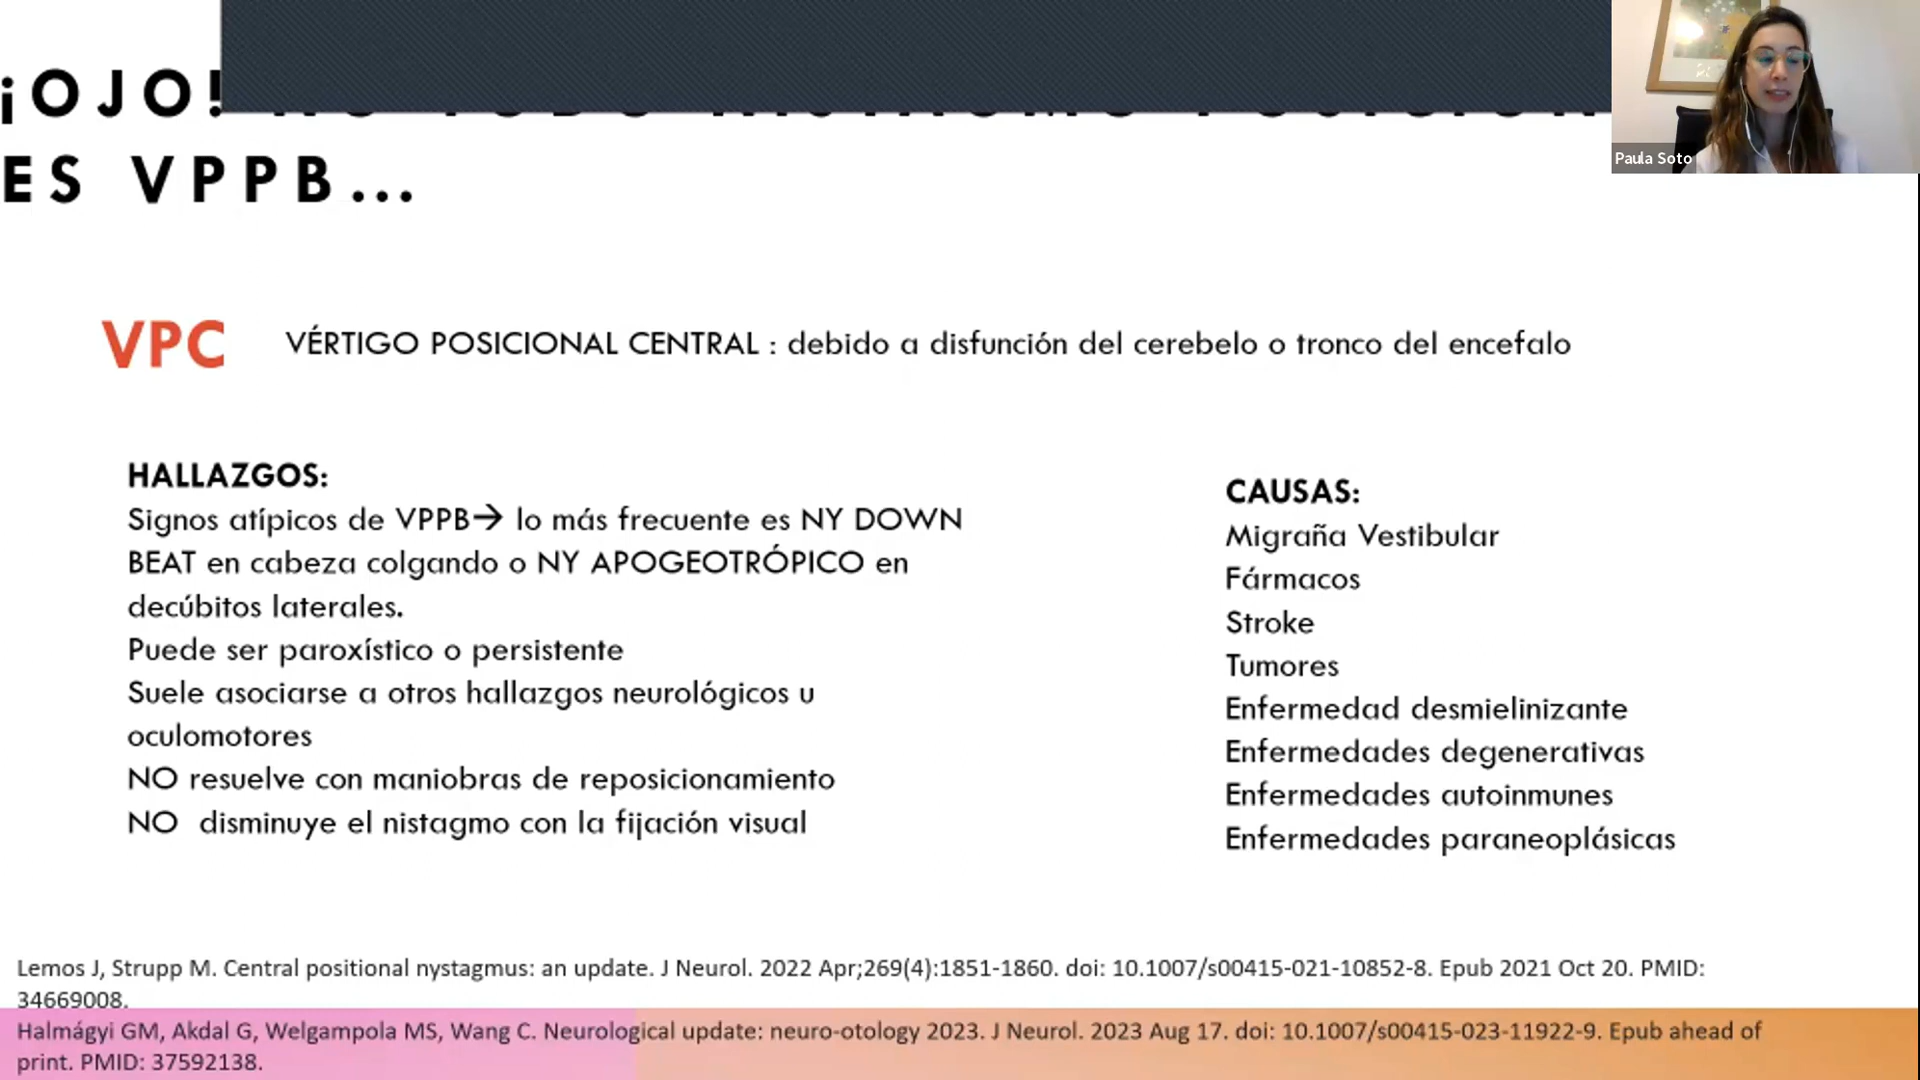 ¡OJO! NO TODO NISTAGMO POSICION
ES VPPB...
Paula Soto
VPC
VÉRTIGO POSICIONAL CENTRAL : debido a disfunción del cerebelo o tronco del encefalo
HALLAZGOS:
Signos atípicos de VPPB→ lo más frecuente es NY DOWN
BEAT en cabeza colgando o NY APOGEOTRÓPICO en
decúbitos laterales.
Puede ser paroxístico o persistente
Suele asociarse a otros hallazgos neurológicos u
oculomotores
NO resuelve con maniobras de reposicionamiento
NO  disminuye el nistagmo con la fijación visual
CAUSAS:
Migraña Vestibular
Fármacos
Stroke
Tumores
Enfermedad desmielinizante
Enfermedades degenerativas
Enfermedades autoinmunes
Enfermedades paraneoplásicas
Lemos J, Strupp M. Central positional nystagmus: an update. J Neurol. 2022 Apr;269(4):1851-1860. doi: 10.1007/s00415-021-10852-8. Epub 2021 Oct 20. PMID:
34669008.
Halmágyi GM, Akdal G, Welgampola MS, Wang C. Neurological update: neuro-otology 2023. J Neurol. 2023 Aug 17. doi: 10.1007/s00415-023-11922-9. Epub ahead of
print. PMID: 37592138.